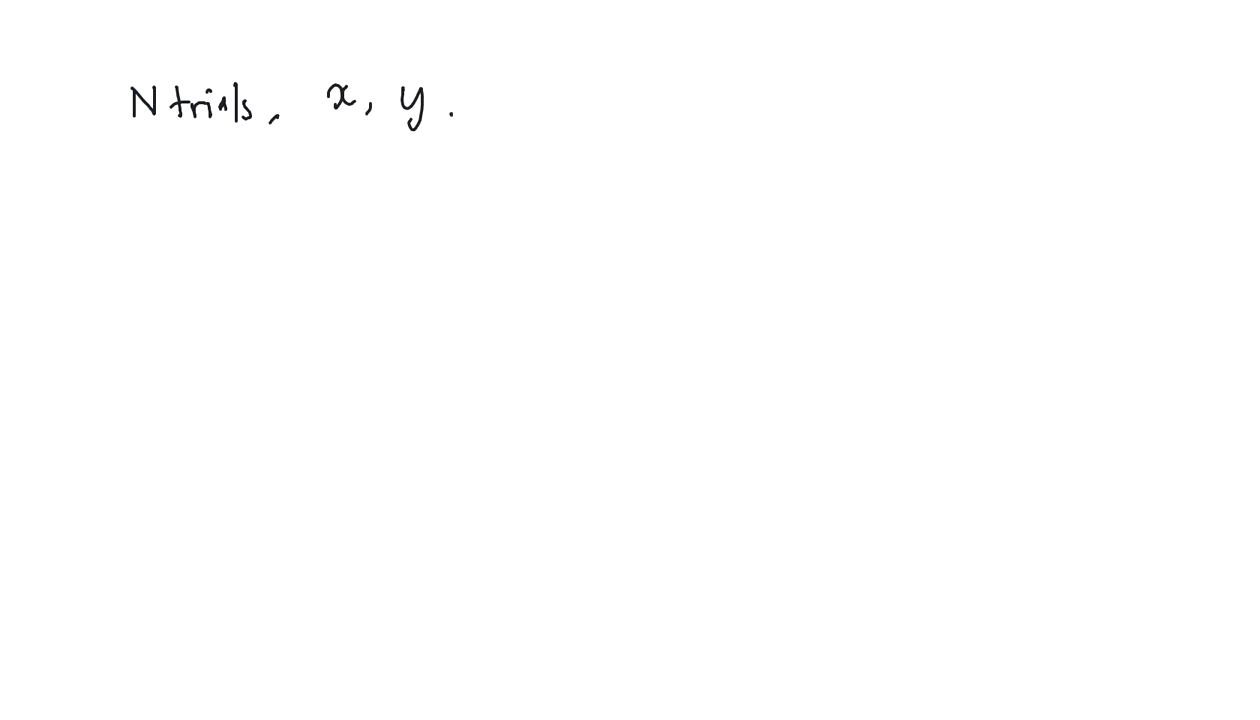 N trials, x, y.